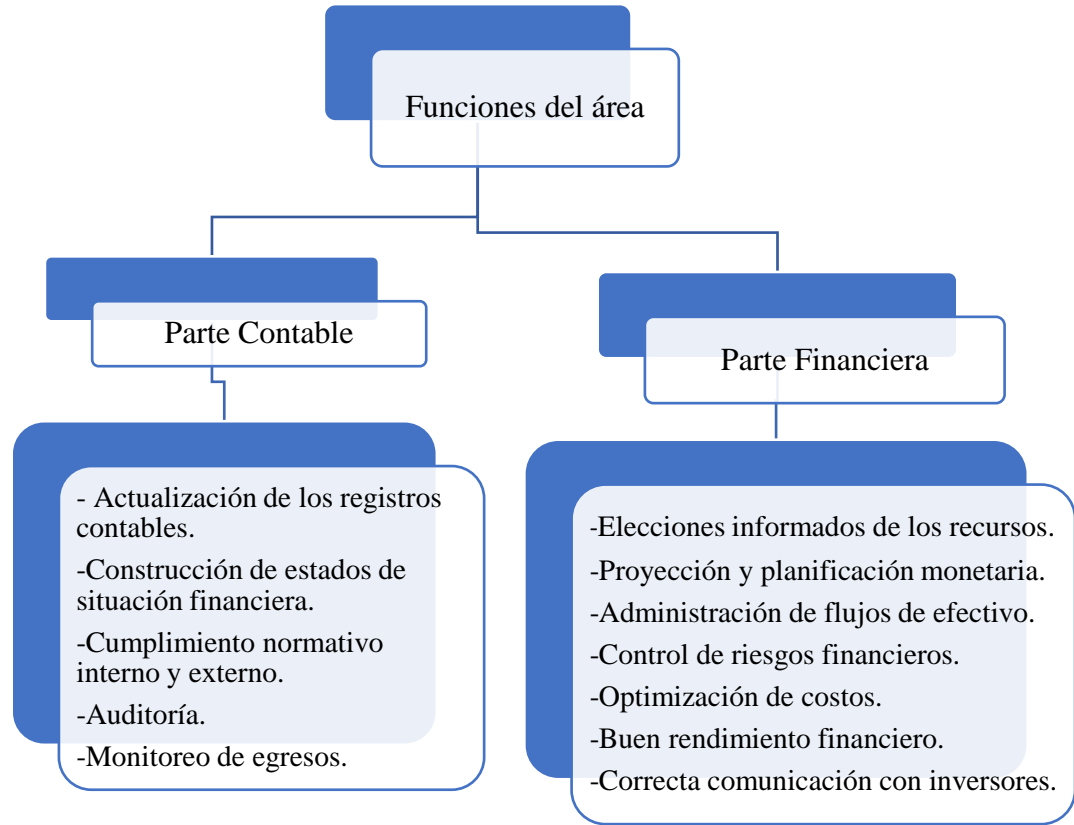 Funciones del área
Parte Contable
Parte Financiera
- Actualización de los registros
contables.
-Construcción de estados de
situación financiera.
-Cumplimiento normativo
interno y externo.
-Auditoría.
-Monitoreo de egresos.
-Elecciones informados de los recursos.
-Proyección y planificación monetaria.
-Administración de flujos de efectivo.
-Control de riesgos financieros.
-Optimización de costos.
-Buen rendimiento financiero.
-Correcta comunicación con inversores.